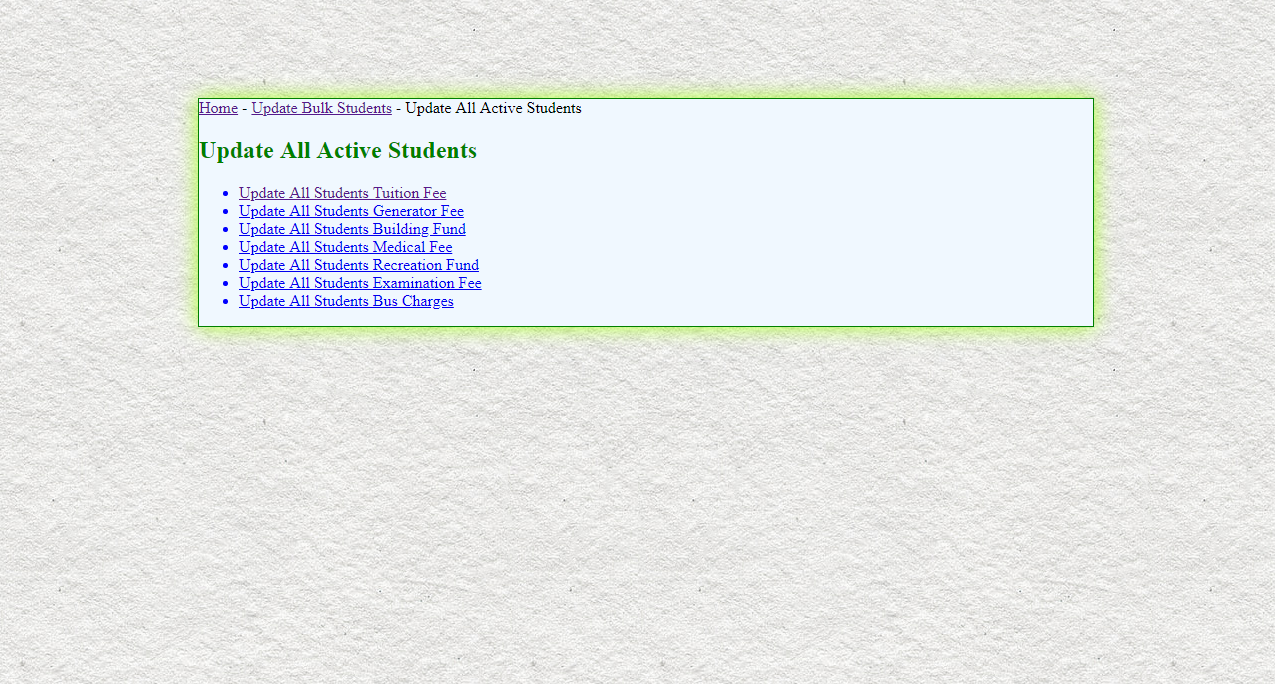 Home - Update Bulk Students - Update All Active Students
Update All Active Students
Update All Students Tuition Fee
Update All Students Generator Fee
Update All Students Building Fund
Update All Students Medical Fee
Update All Students Recreation Fund
Update All Students Examination Fee
Update All Students Bus Charges